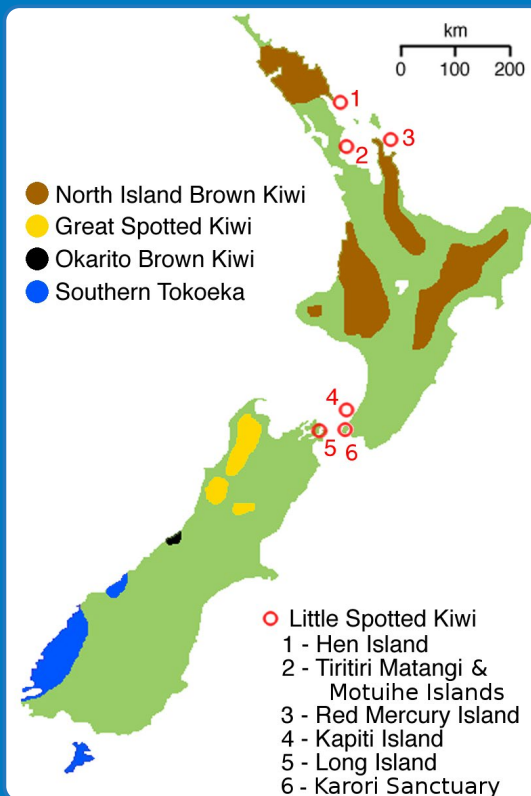 km
0 100 200
1
2
3
North Island Brown Kiwi
Great Spotted Kiwi
Okarito Brown Kiwi
Southern Tokoeka
4
5 6
Little Spotted Kiwi
1 - Hen Island
2 - Tiritiri Matangi &
Motuihe Islands
3 - Red Mercury Island
4 - Kapiti Island
5 - Long Island
6 - Karori Sanctuary